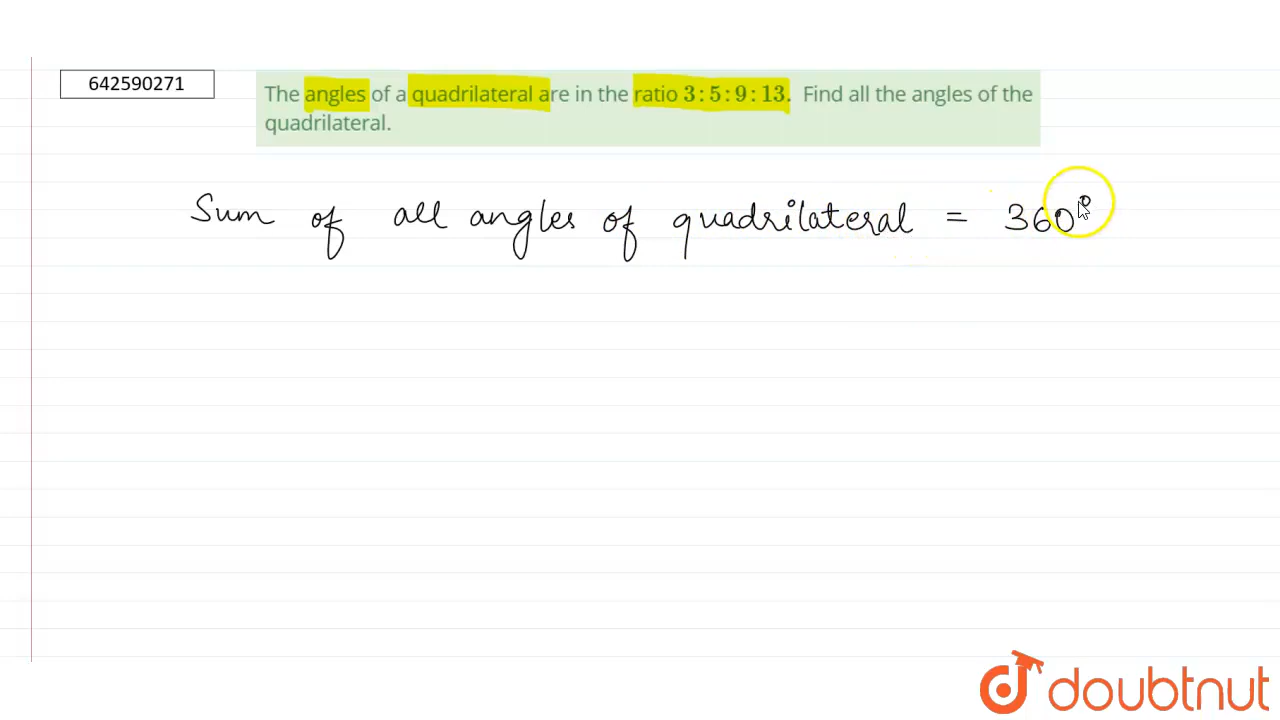 642590271
The angles of a quadrilateral are in the ratio 3 : 5 : 9 : 13. Find all the angles of the
quadrilateral.
Sum of all angles of quadrilateral = 360°
doubtnut